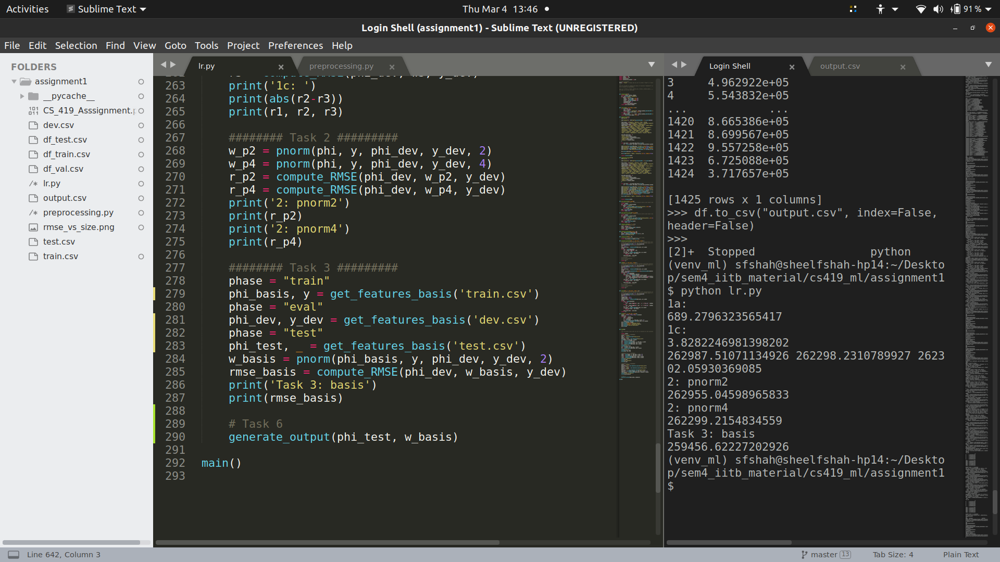 Activities
Sublime Text
Thu Mar 4 13:46
91 %
Login Shell (assignment1) - Sublime Text (UNREGISTERED)
File Edit Selection Find View Goto Tools Project Preferences Help
FOLDERS
assignment1
__pycache__
CS_419_Asssignment.p
dev.csv
df_test.csv
df_train.csv
df_val.csv
lr.py
output.csv
preprocessing.py
rmse_vs_size.png
test.csv
train.csv
lr.py
preprocessing.py
263 print('1c: ')
264 print(abs(r2-r3))
265 print(r1, r2, r3)
266
267 ######## Task 2 #########
268 w_p2 = pnorm(phi, y, phi_dev, y_dev, 2)
269 w_p4 = pnorm(phi, y, phi_dev, y_dev, 4)
270 r_p2 = compute_RMSE(phi_dev, w_p2, y_dev)
271 r_p4 = compute_RMSE(phi_dev, w_p4, y_dev)
272 print('2: pnorm2')
273 print(r_p2)
274 print('2: pnorm4')
275 print(r_p4)
276
277 ######## Task 3 #########
278 phase = "train"
279 phi_basis, y = get_features_basis('train.csv')
280 phase = "eval"
281 phi_dev, y_dev = get_features_basis('dev.csv')
282 phase = "test"
283 phi_test, _ = get_features_basis('test.csv')
284 w_basis = pnorm(phi_basis, y, phi_dev, y_dev, 2)
285 rmse_basis = compute_RMSE(phi_dev, w_basis, y_dev)
286 print('Task 3: basis')
287 print(rmse_basis)
288
289 # Task 6
290 generate_output(phi_test, w_basis)
291
292 main()
293
Login Shell
output.csv
3 4.962922e+05
4 5.543832e+05
... ...
1420 8.665386e+05
1421 8.699567e+05
1422 9.557258e+05
1423 6.725088e+05
1424 3.717657e+05
[1425 rows x 1 columns]
>>> df.to_csv("output.csv", index=False,
header=False)
>>>
[2]+ Stopped python
(venv_ml) sfshah@sheelfshah-hp14:~/Deskto
p/sem4_iitb_material/cs419_ml/assignment1
$ python lr.py
1a:
689.2796323565417
1c:
3.8282246981398202
262987.51071134926 262298.2310789927 2623
02.05930369085
2: pnorm2
262955.04598965833
2: pnorm4
262299.2154834559
Task 3: basis
259456.62227202926
(venv_ml) sfshah@sheelfshah-hp14:~/Deskto
p/sem4_iitb_material/cs419_ml/assignment1
$
Line 642, Column 3
master 13
Tab Size: 4
Plain Text